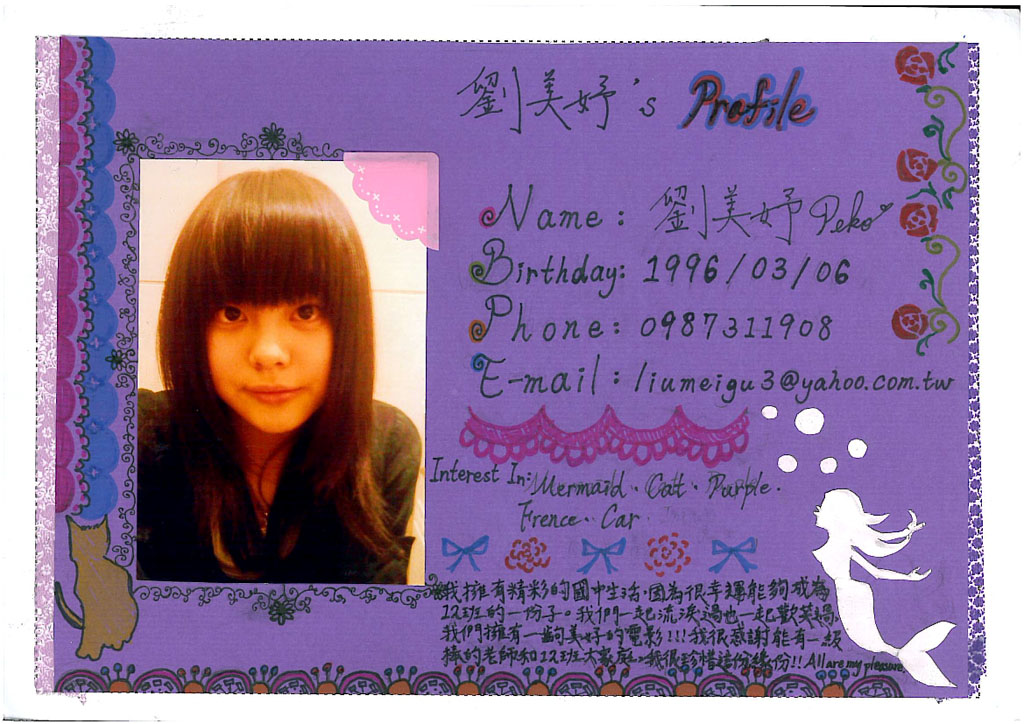 劉美妤's Profile
Name: 劉美妤 Peko
Birthday: 1996/03/06
Phone: 0987311908
E-mail: liumeigu3@yahoo.com.tw
Interest In: Mermaid. Catt. Purple.
Frence. Car.
我擁有精彩的國中生活,因為很幸運能夠成為
12班的一份子。我們一起流淚過也一起歡笑過,
我們擁有一齣美好的電影!!!我很感謝能有一級
棒的老師和12班大家庭。我很珍惜這份緣份!! All are my pleasure.